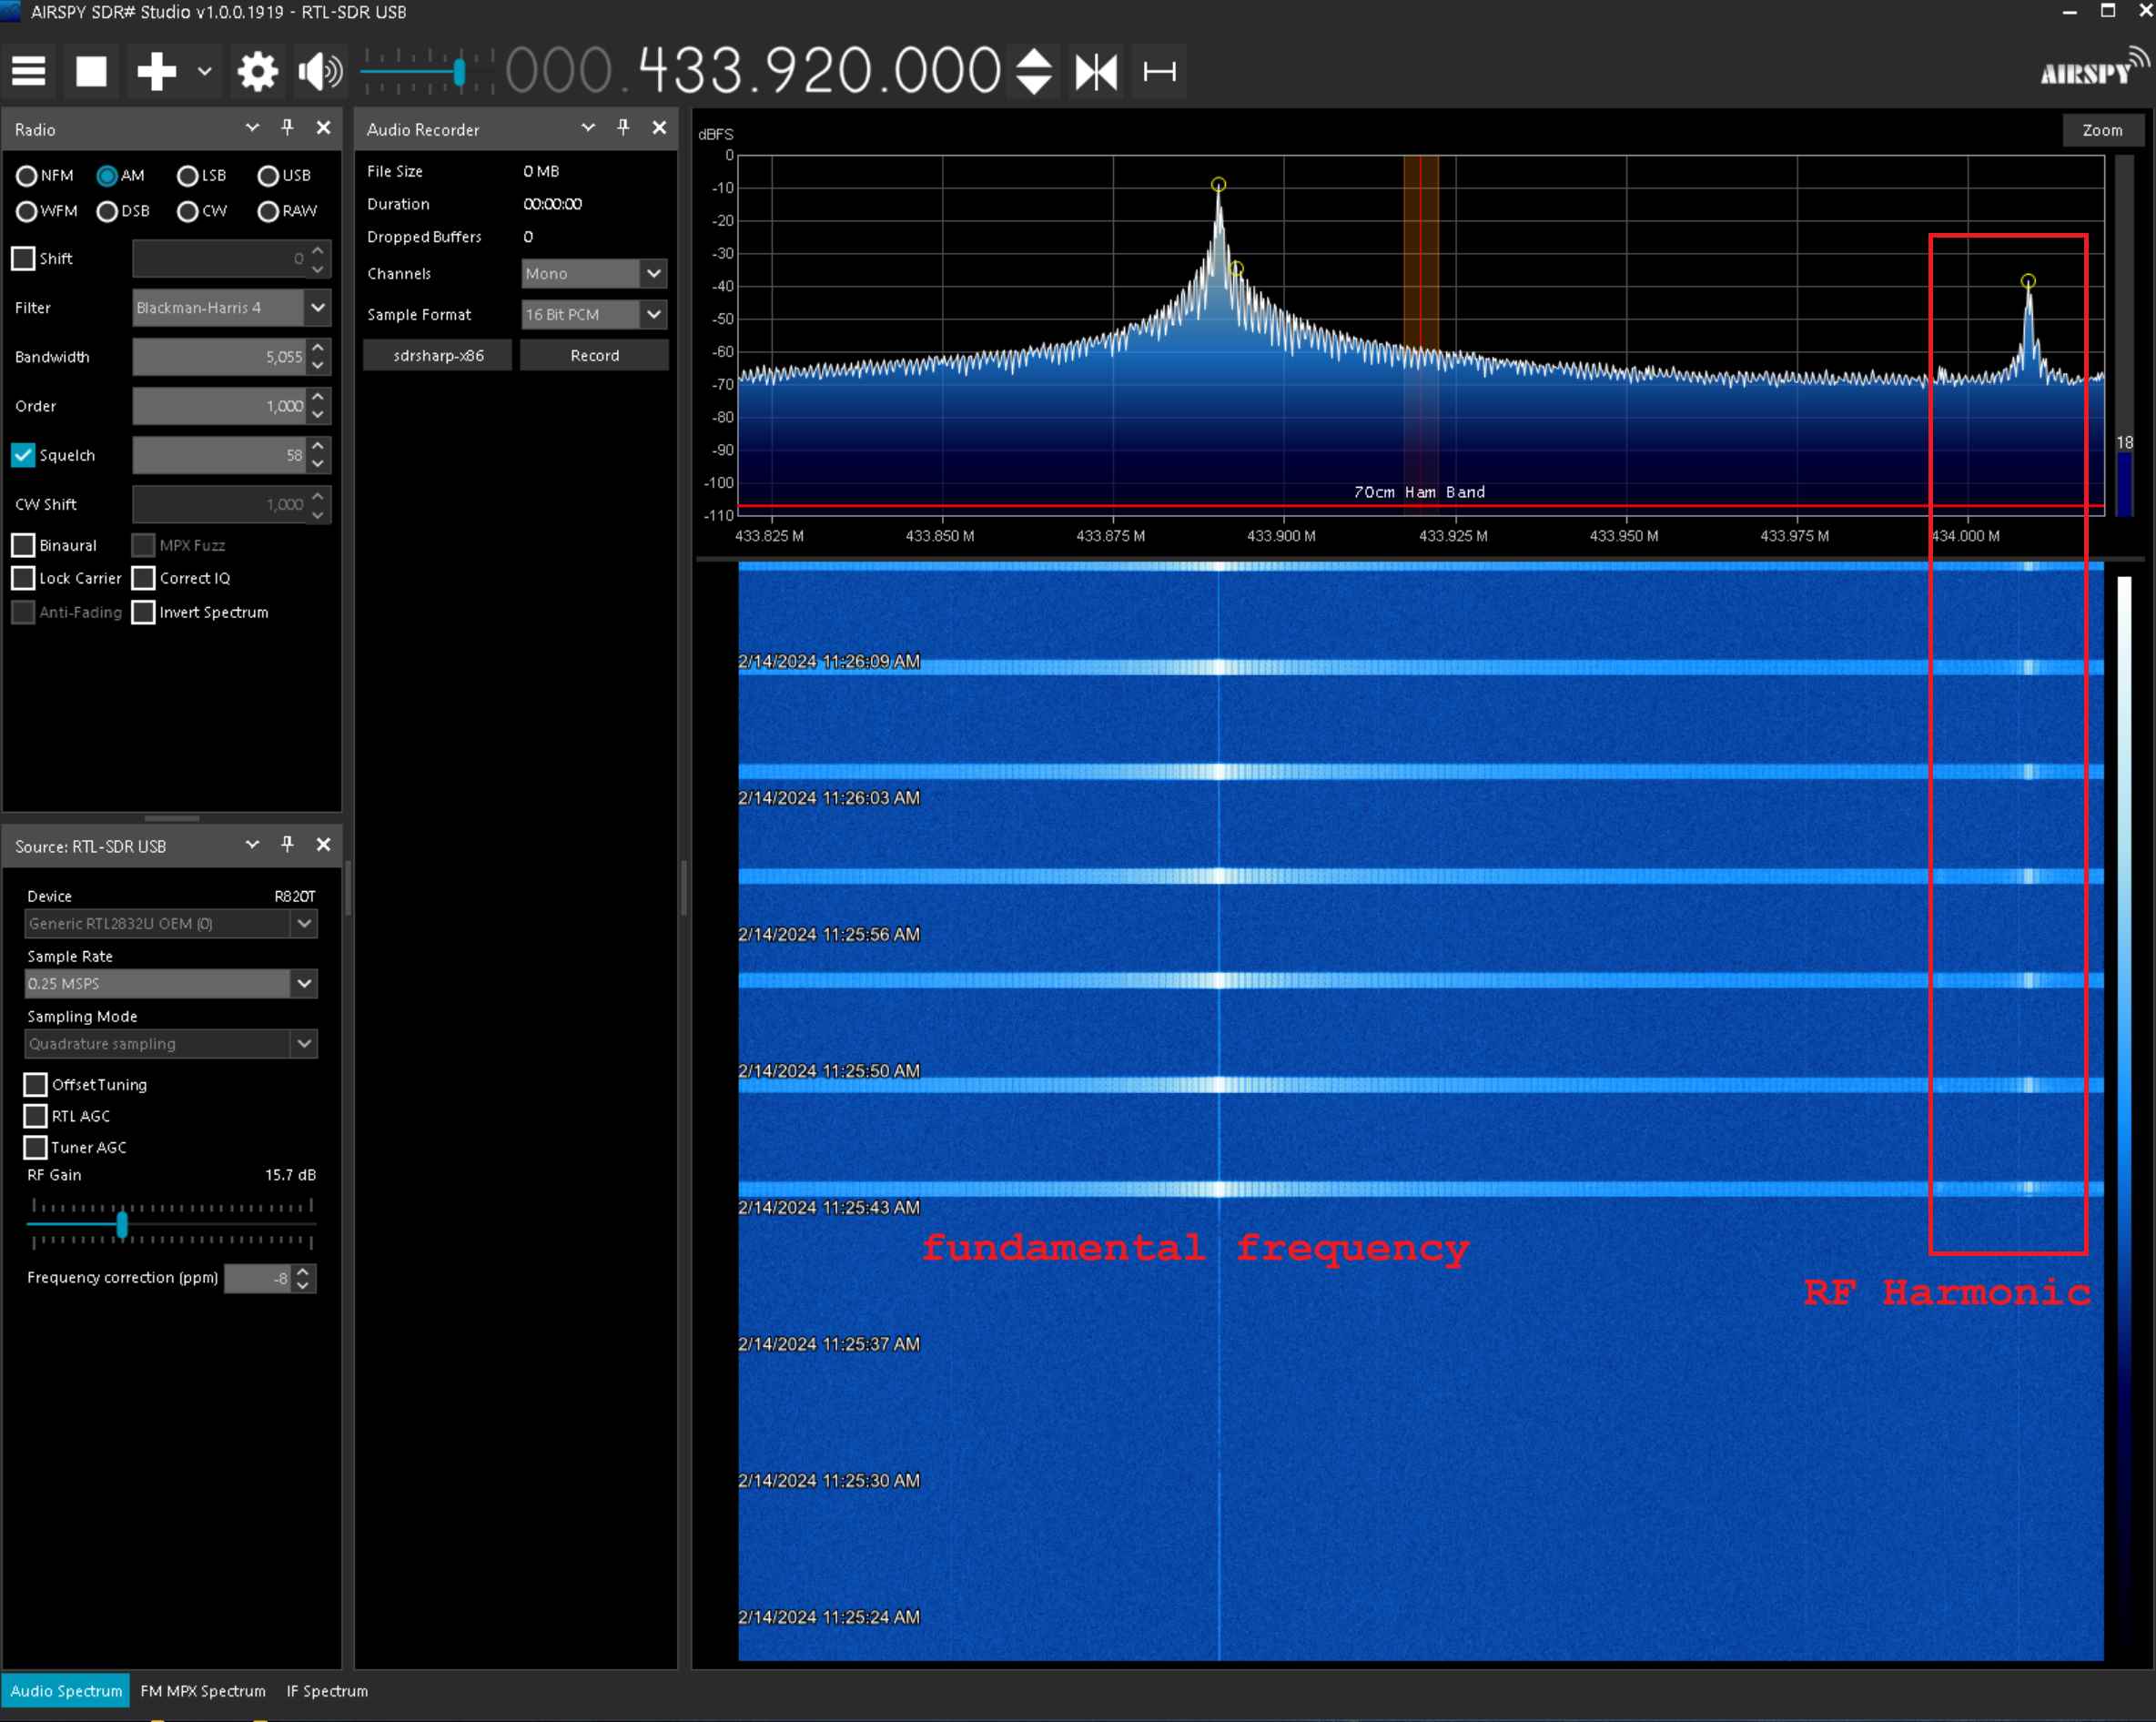 AIRSPY SDR# Studio v1.0.0.1919 - RTL-SDR USB
000.433.920.000
AIRSPY
Radio
NFM AM LSB USB
WFM DSB CW RAW
Shift 0
Filter Blackman-Harris 4
Bandwidth 5,055
Order 1,000
Squelch 58
CW Shift 1,000
Binaural MPX Fuzz
Lock Carrier Correct IQ
Anti-Fading Invert Spectrum
Source: RTL-SDR USB
Device R820T
Generic RTL2832U OEM (0)
Sample Rate
0.25 MSPS
Sampling Mode
Quadrature sampling
Offset Tuning
RTL AGC
Tuner AGC
RF Gain 15.7 dB
Frequency correction (ppm) -8
Audio Recorder
File Size 0 MB
Duration 00:00:00
Dropped Buffers 0
Channels Mono
Sample Format 16 Bit PCM
sdrsharp-x86 Record
dBFS
Zoom
0
-10
-20
-30
-40
-50
-60
-70
-80
-90
-100
-110
18
70cm Ham Band
433.825 M 433.850 M 433.875 M 433.900 M 433.925 M 433.950 M 433.975 M 434.000 M
2/14/2024 11:26:09 AM
2/14/2024 11:26:03 AM
2/14/2024 11:25:56 AM
2/14/2024 11:25:50 AM
2/14/2024 11:25:43 AM
fundamental frequency
RF Harmonic
2/14/2024 11:25:37 AM
2/14/2024 11:25:30 AM
2/14/2024 11:25:24 AM
Audio Spectrum FM MPX Spectrum IF Spectrum